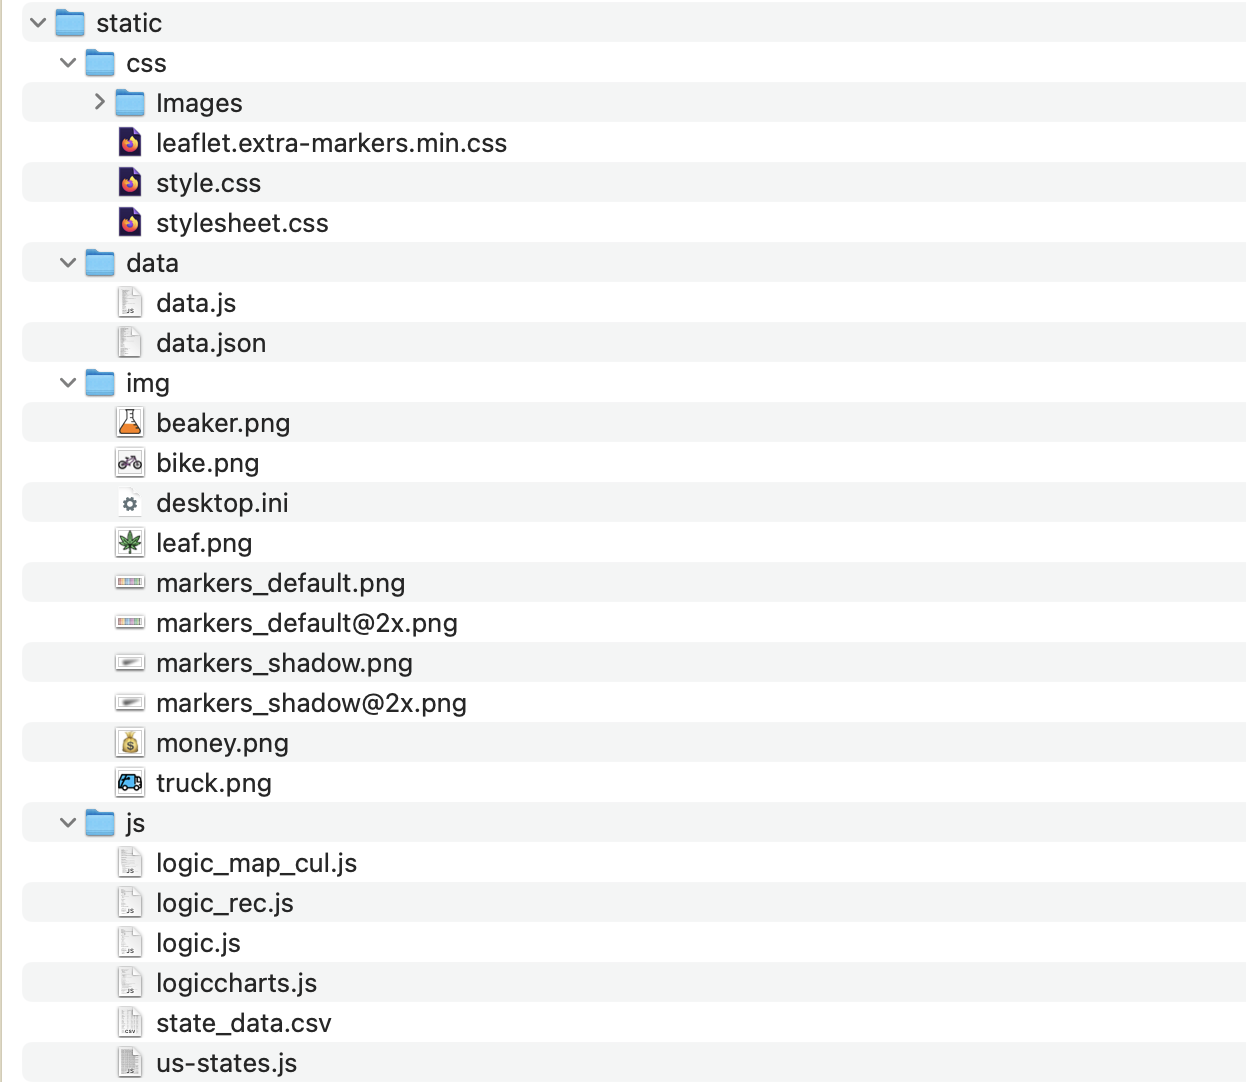 static
css
Images
leaflet.extra-markers.min.css
style.css
stylesheet.css
data
data.js
data.json
img
beaker.png
bike.png
desktop.ini
leaf.png
markers_default.png
markers_default@2x.png
markers_shadow.png
markers_shadow@2x.png
money.png
truck.png
js
logic_map_cul.js
logic_rec.js
logic.js
logiccharts.js
state_data.csv
us-states.js